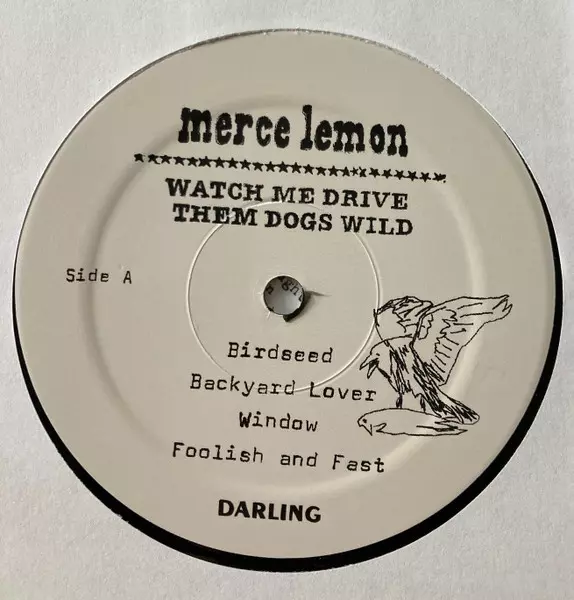 merce lemon
WATCH ME DRIVE
THEM DOGS WILD
Side A
Birdseed
Backyard Lover
Window
Foolish and Fast
DARLING